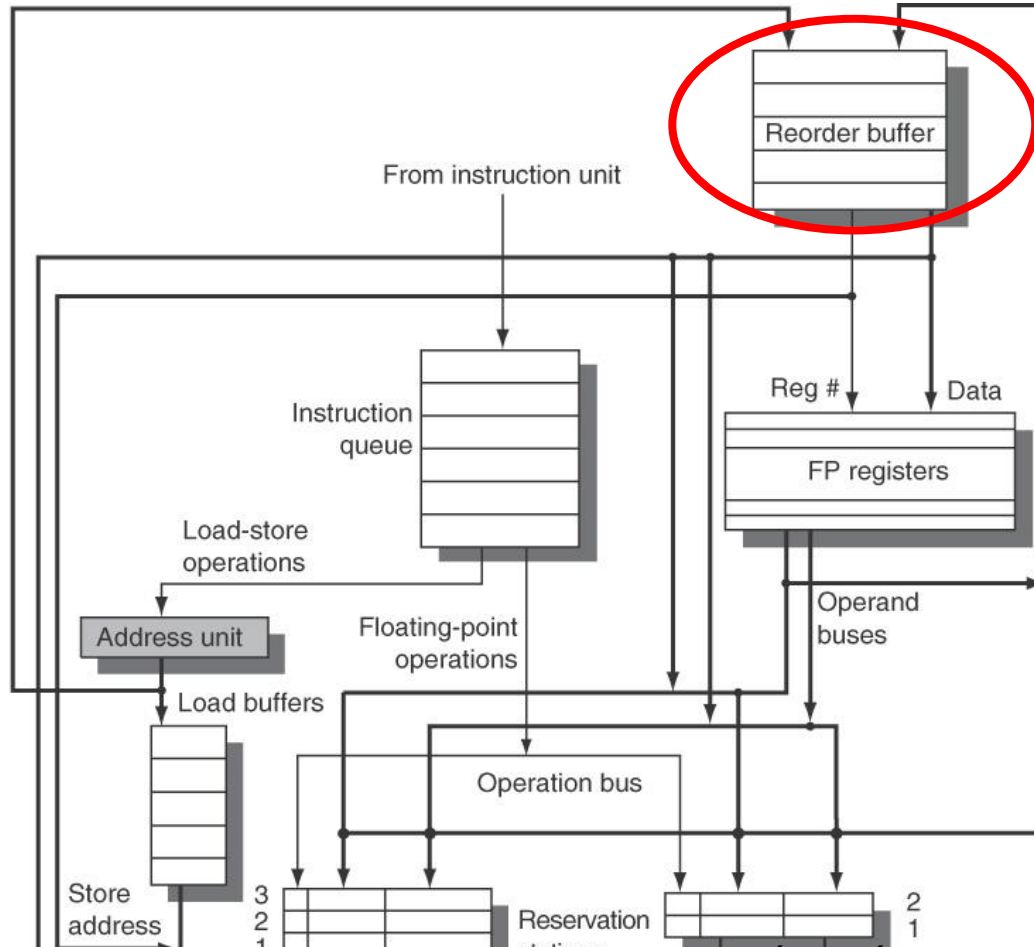 Reorder buffer
From instruction unit
Reg #
Data
Instruction
queue
FP registers
Load-store
operations
Operand
buses
Address unit
Floating-point
operations
Load buffers
Operation bus
Store
address
3
2
1
Reservation
2
1